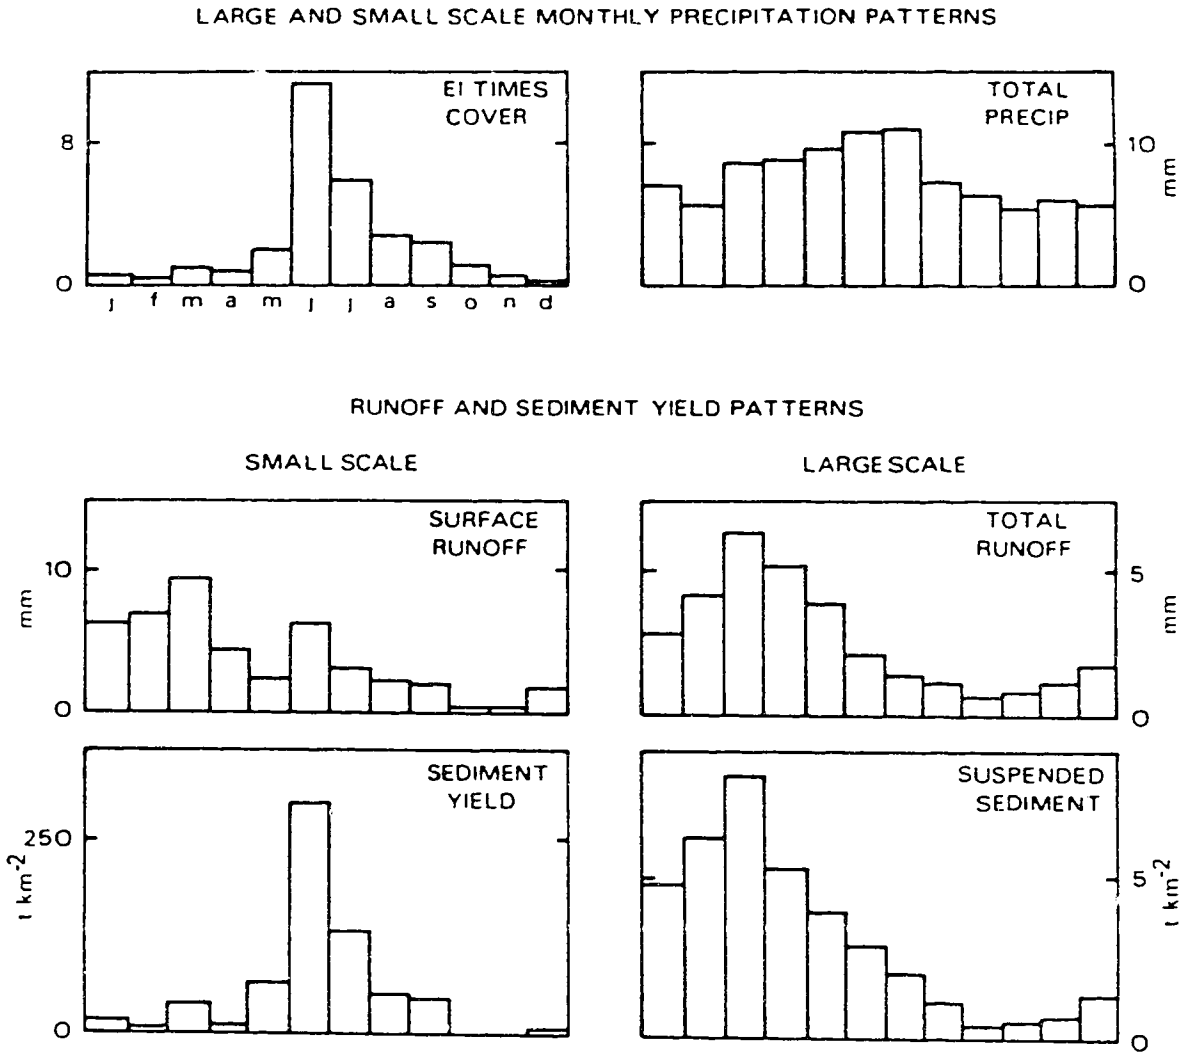 LARGE AND SMALL SCALE MONTHLY PRECIPITATION PATTERNS
EI TIMES
COVER
8
0
j f m a m j j a s o n d
TOTAL
PRECIP
10
mm
0
RUNOFF AND SEDIMENT YIELD PATTERNS
SMALL SCALE
LARGE SCALE
SURFACE
RUNOFF
10
mm
0
TOTAL
RUNOFF
5
mm
0
SEDIMENT
YIELD
250
t km-2
0
SUSPENDED
SEDIMENT
5
t km-2
0